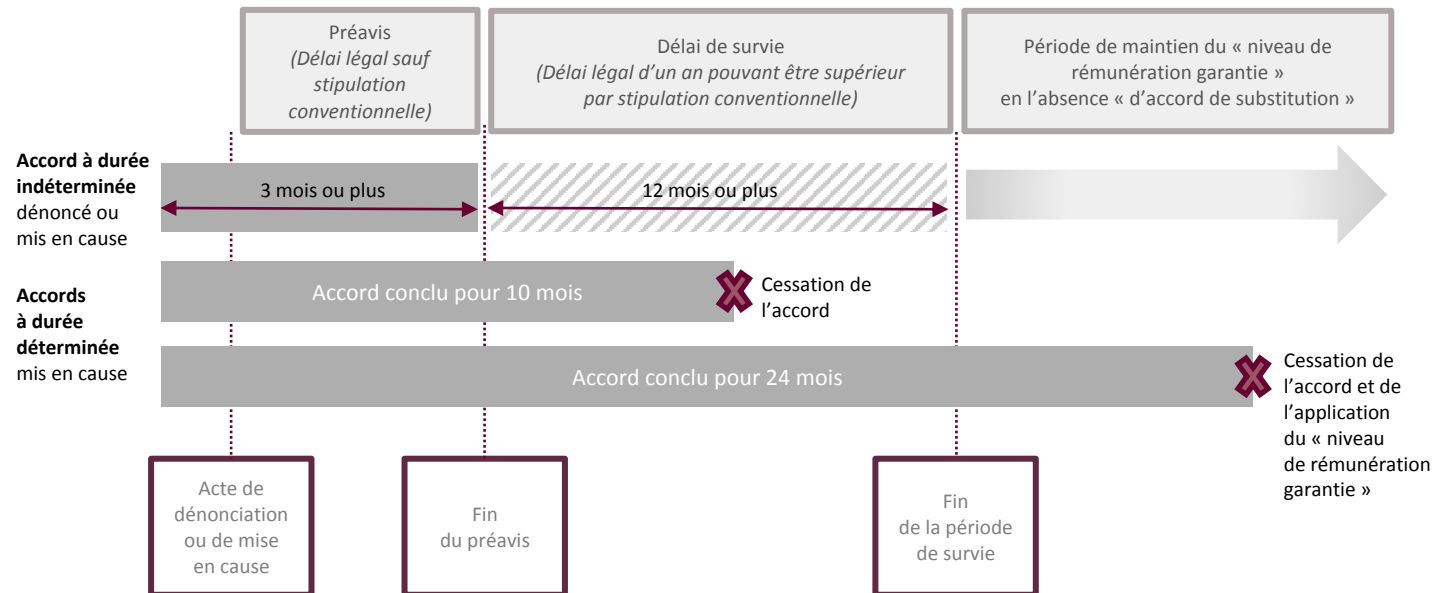 Préavis
(Délai légal sauf
stipulation
conventionnelle)
Délai de survie
(Délai légal d’un an pouvant être supérieur
par stipulation conventionnelle)
Période de maintien du « niveau de
rémunération garantie »
en l’absence « d’accord de substitution »
Accord à durée
indéterminée
dénoncé ou
mis en cause
3 mois ou plus
12 mois ou plus
Accords
à durée
déterminée
mis en cause
Accord conclu pour 10 mois
Cessation de
l’accord
Accord conclu pour 24 mois
Cessation de
l’accord et de
l’application
du « niveau
de rémunération
garantie »
Acte de
dénonciation
ou de mise
en cause
Fin
du préavis
Fin
de la période
de survie